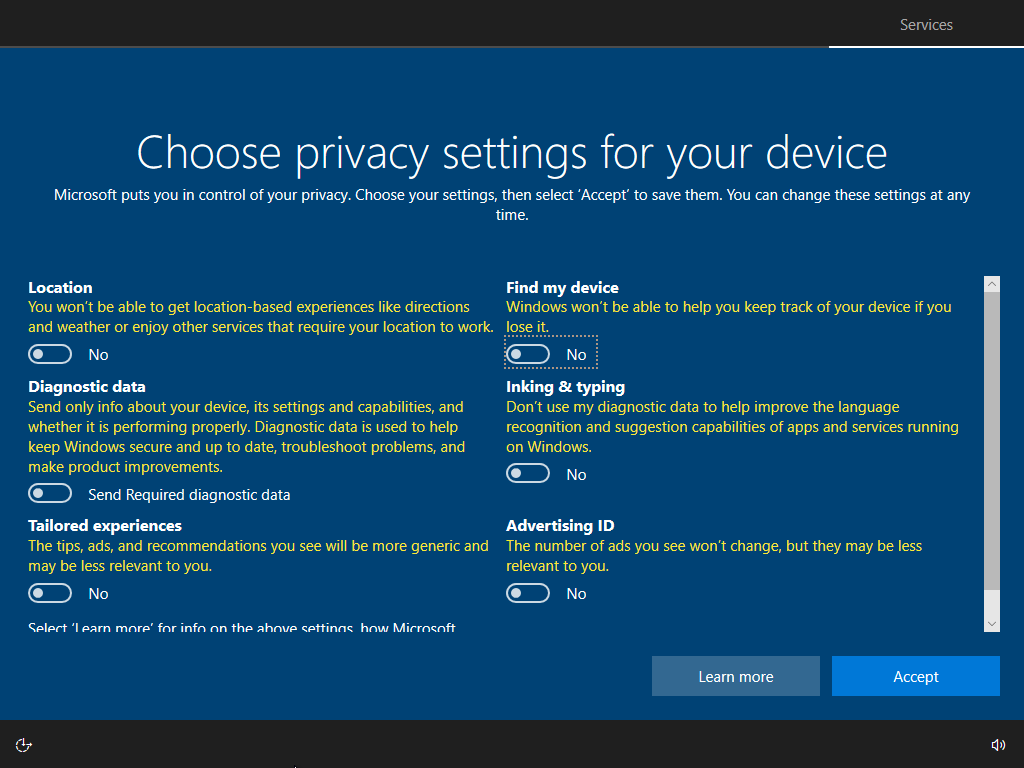 Services
Choose privacy settings for your device
Microsoft puts you in control of your privacy. Choose your settings, then select ‘Accept’ to save them. You can change these settings at any
time.
Location
You won’t be able to get location-based experiences like directions
and weather or enjoy other services that require your location to work.
No
Find my device
Windows won’t be able to help you keep track of your device if you
lose it.
No
Diagnostic data
Send only info about your device, its settings and capabilities, and
whether it is performing properly. Diagnostic data is used to help
keep Windows secure and up to date, troubleshoot problems, and
make product improvements.
Send Required diagnostic data
Inking & typing
Don’t use my diagnostic data to help improve the language
recognition and suggestion capabilities of apps and services running
on Windows.
No
Tailored experiences
The tips, ads, and recommendations you see will be more generic and
may be less relevant to you.
No
Advertising ID
The number of ads you see won’t change, but they may be less
relevant to you.
No
Select ‘Learn more’ for info on the above settings, how Microsoft
Learn more
Accept